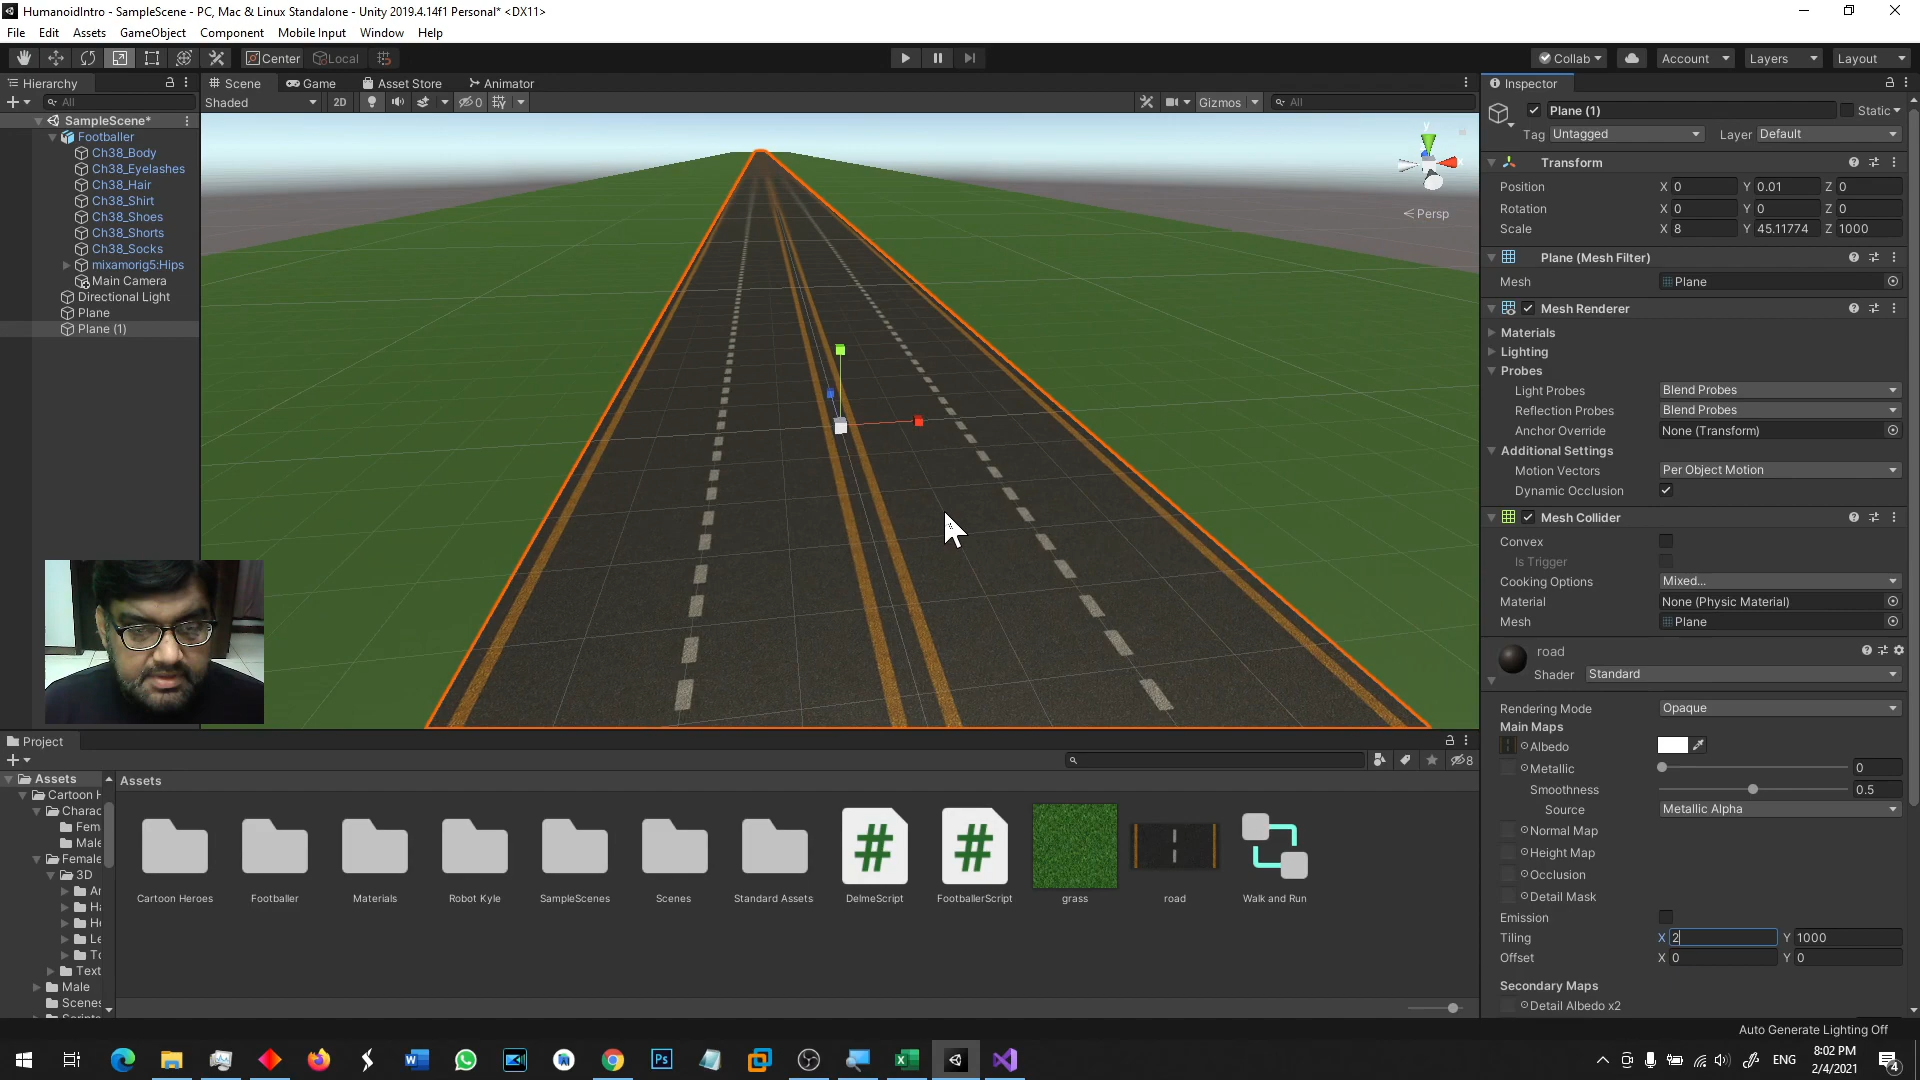 HumanoidIntro - SampleScene - PC, Mac & Linux Standalone - Unity 2019.4.14f1 Personal* <DX11>
File Edit Assets GameObject Component Mobile Input Window Help
Center Local Collab Account Layers Layout
Hierarchy
All
SampleScene*
Footballer
Ch38_Body
Ch38_Eyelashes
Ch38_Hair
Ch38_Shirt
Ch38_Shoes
Ch38_Shorts
Ch38_Socks
mixamorig5:Hips
Main Camera
Directional Light
Plane
Plane (1)
Scene Game Asset Store Animator
Shaded 2D 0 Gizmos All
y
x
Persp
Inspector
Plane (1) Static
Tag Untagged Layer Default
Transform
Position X 0 Y 0.01 Z 0
Rotation X 0 Y 0 Z 0
Scale X 8 Y 45.11774 Z 1000
Plane (Mesh Filter)
Mesh Plane
Mesh Renderer
Materials
Lighting
Probes
Light Probes Blend Probes
Reflection Probes Blend Probes
Anchor Override None (Transform)
Additional Settings
Motion Vectors Per Object Motion
Dynamic Occlusion
Mesh Collider
Convex
Is Trigger
Cooking Options Mixed...
Material None (Physic Material)
Mesh Plane
road
Shader Standard
Rendering Mode Opaque
Main Maps
Albedo
Metallic 0
Smoothness 0.5
Source Metallic Alpha
Normal Map
Height Map
Occlusion
Detail Mask
Emission
Tiling X 2 Y 1000
Offset X 0 Y 0
Secondary Maps
Detail Albedo x2
Project
8
Assets
Cartoon H
Charac
Fem
Male
Female
3D
Ar
Ha
He
Le
To
Text
Male
Scenes
Assets
Cartoon Heroes Footballer Materials Robot Kyle SampleScenes Scenes Standard Assets DelmeScript FootballerScript grass road Walk and Run
Auto Generate Lighting Off
ENG
8:02 PM
2/4/2021
4